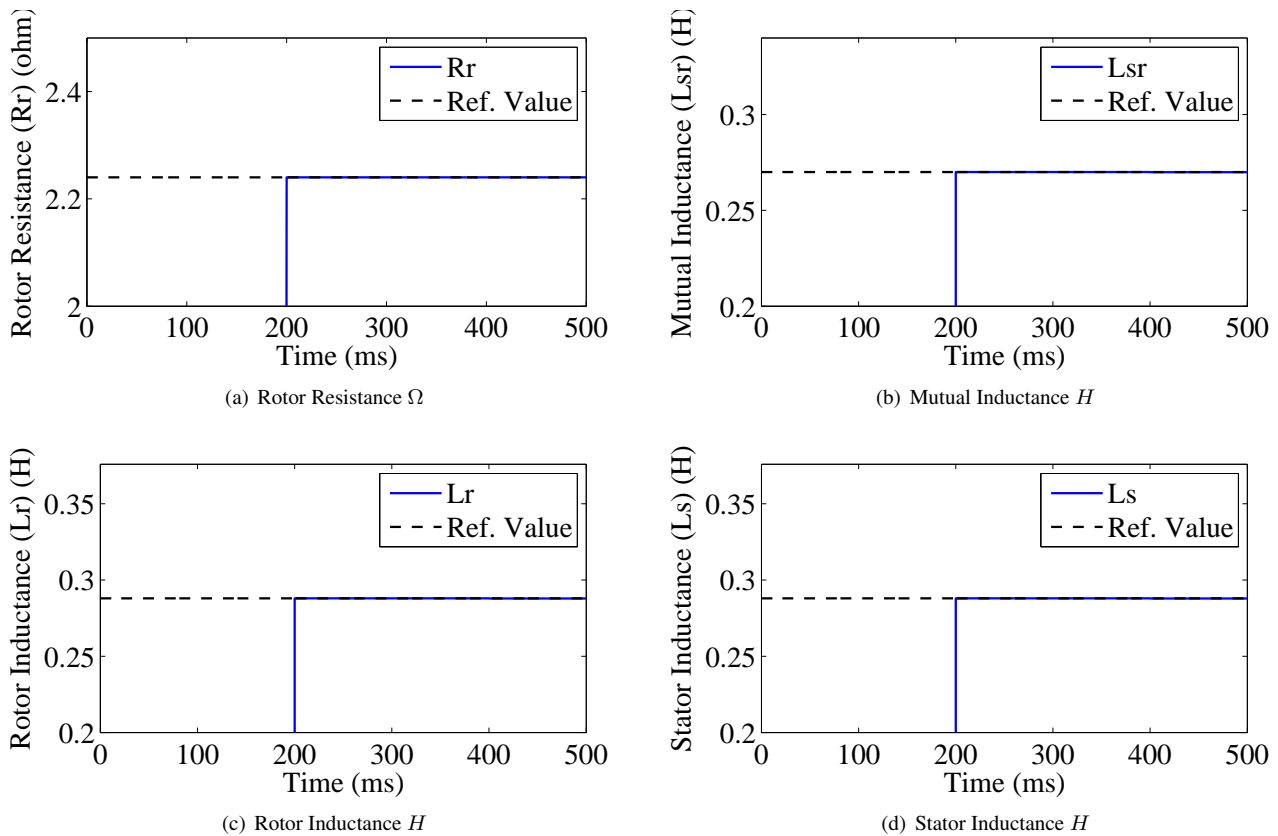 Rotor Resistance (Rr) (ohm)
2.4
2.2
2
Rr
Ref. Value
0 100 200 300 400 500
Time (ms)
(a) Rotor Resistance Ω
Mutual Inductance (Lsr) (H)
0.3
0.25
0.2
Lsr
Ref. Value
0 100 200 300 400 500
Time (ms)
(b) Mutual Inductance H
Rotor Inductance (Lr) (H)
0.35
0.3
0.25
0.2
Lr
Ref. Value
0 100 200 300 400 500
Time (ms)
(c) Rotor Inductance H
Stator Inductance (Ls) (H)
0.35
0.3
0.25
0.2
Ls
Ref. Value
0 100 200 300 400 500
Time (ms)
(d) Stator Inductance H